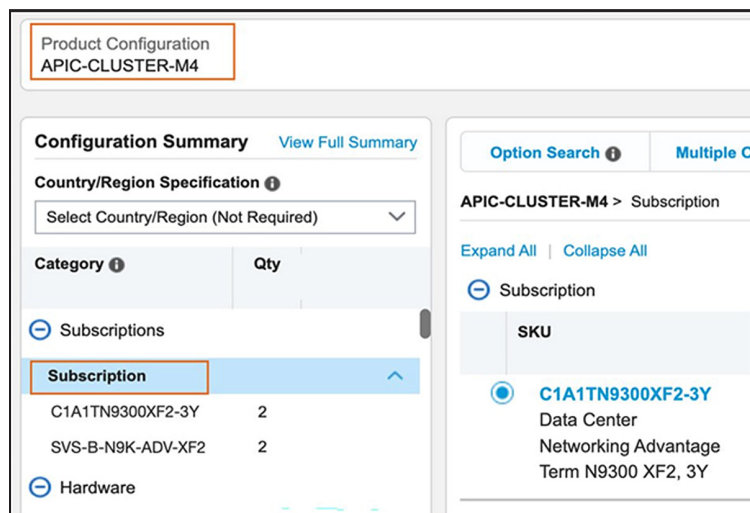 Product Configuration
APIC-CLUSTER-M4
Configuration Summary View Full Summary
Country/Region Specification
Select Country/Region (Not Required)
Category Qty
Subscriptions
Subscription
C1A1TN9300XF2-3Y 2
SVS-B-N9K-ADV-XF2 2
Hardware
Option Search Multiple
APIC-CLUSTER-M4 > Subscription
Expand All | Collapse All
Subscription
SKU
C1A1TN9300XF2-3Y
Data Center
Networking Advantage
Term N9300 XF2, 3Y